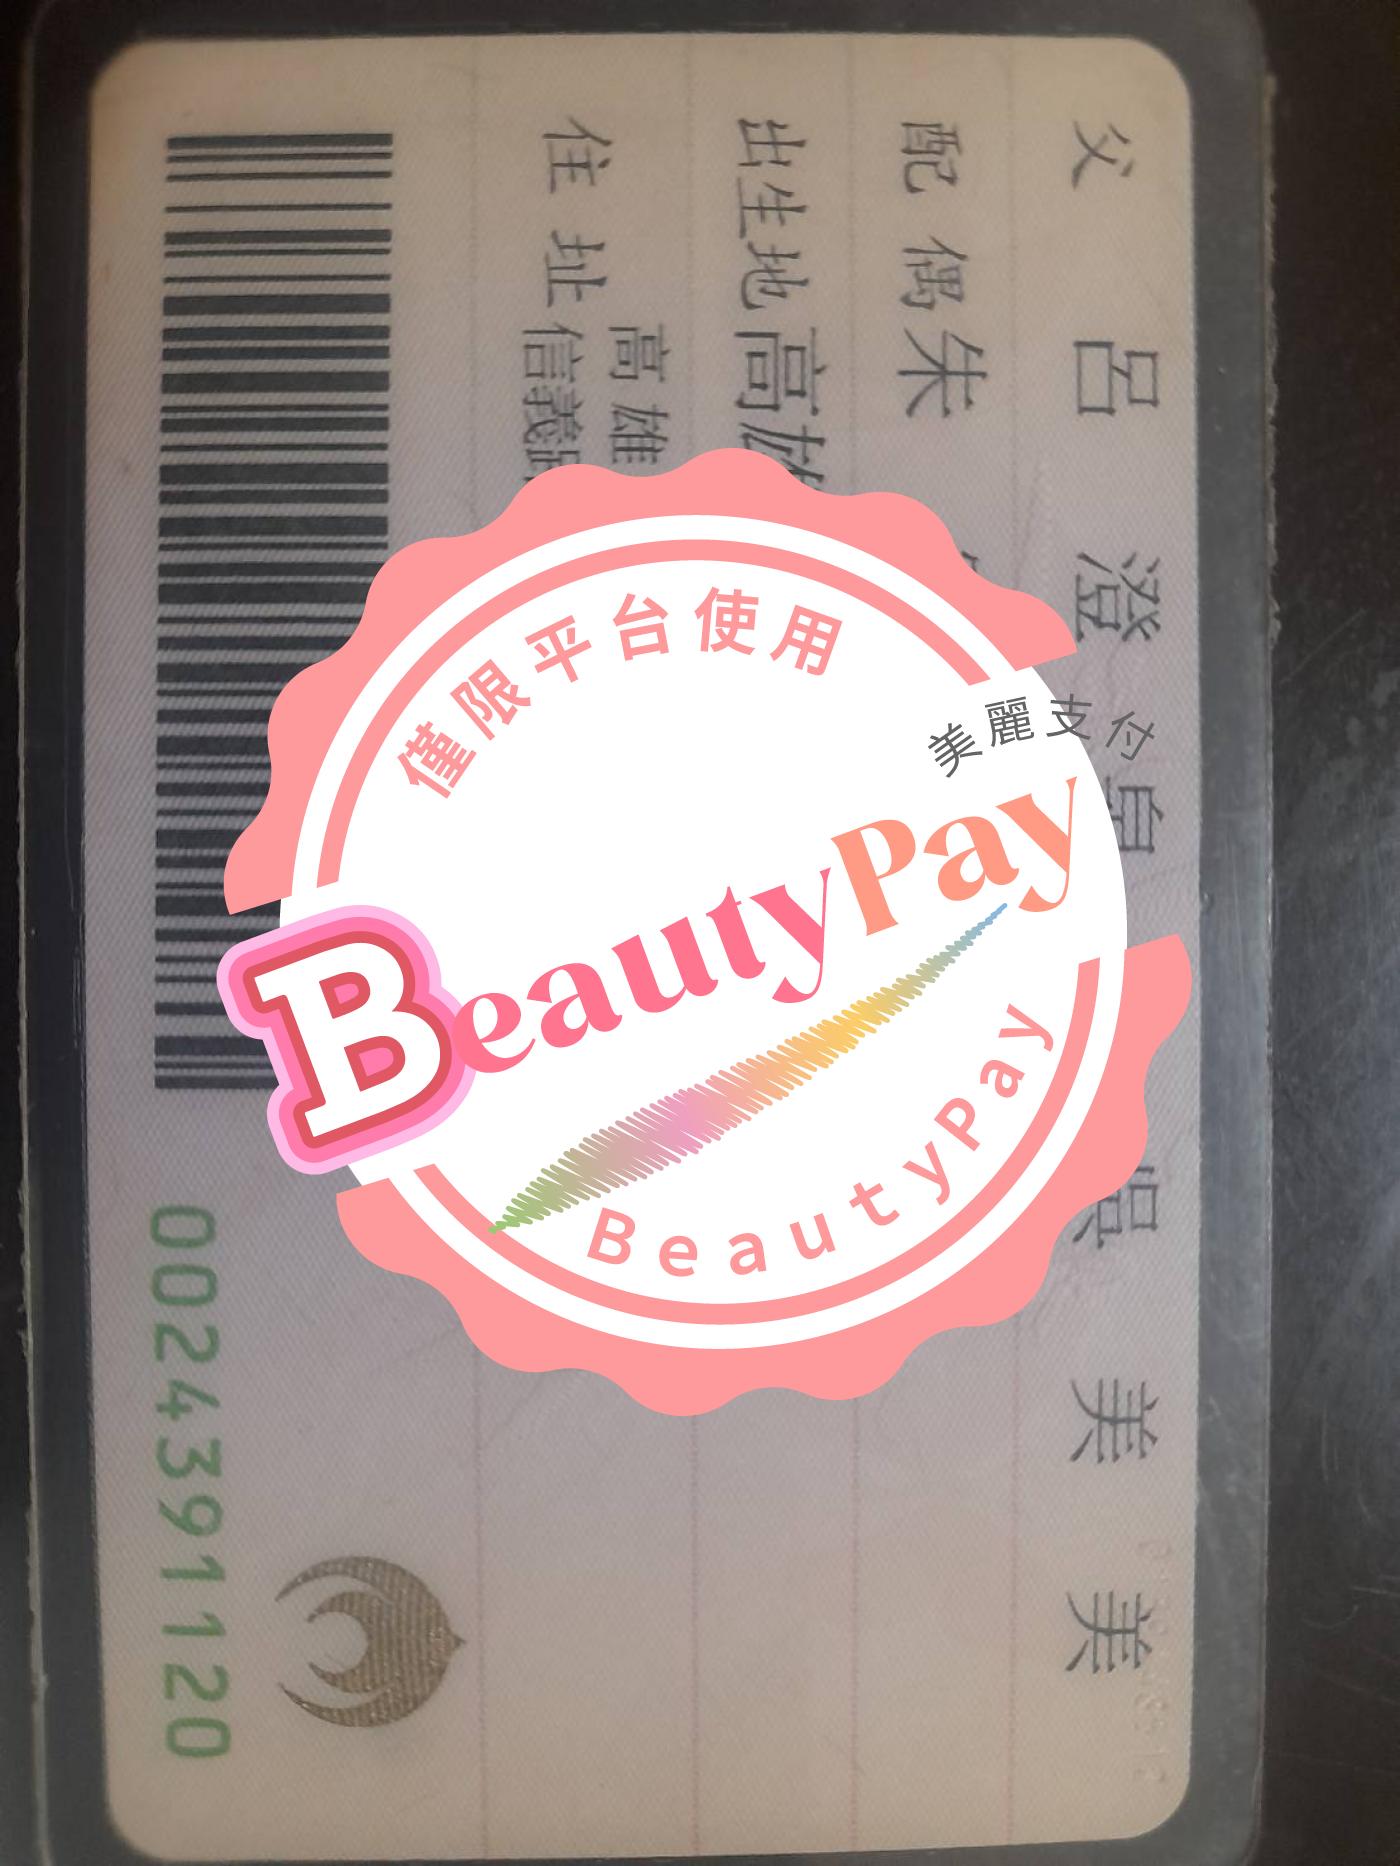 父 呂 澄
吳 美 美
配偶 朱
出生地 高雄
住址 高雄
信義
0024391120
僅限平台使用
美麗支付
BeautyPay
BeautyPay